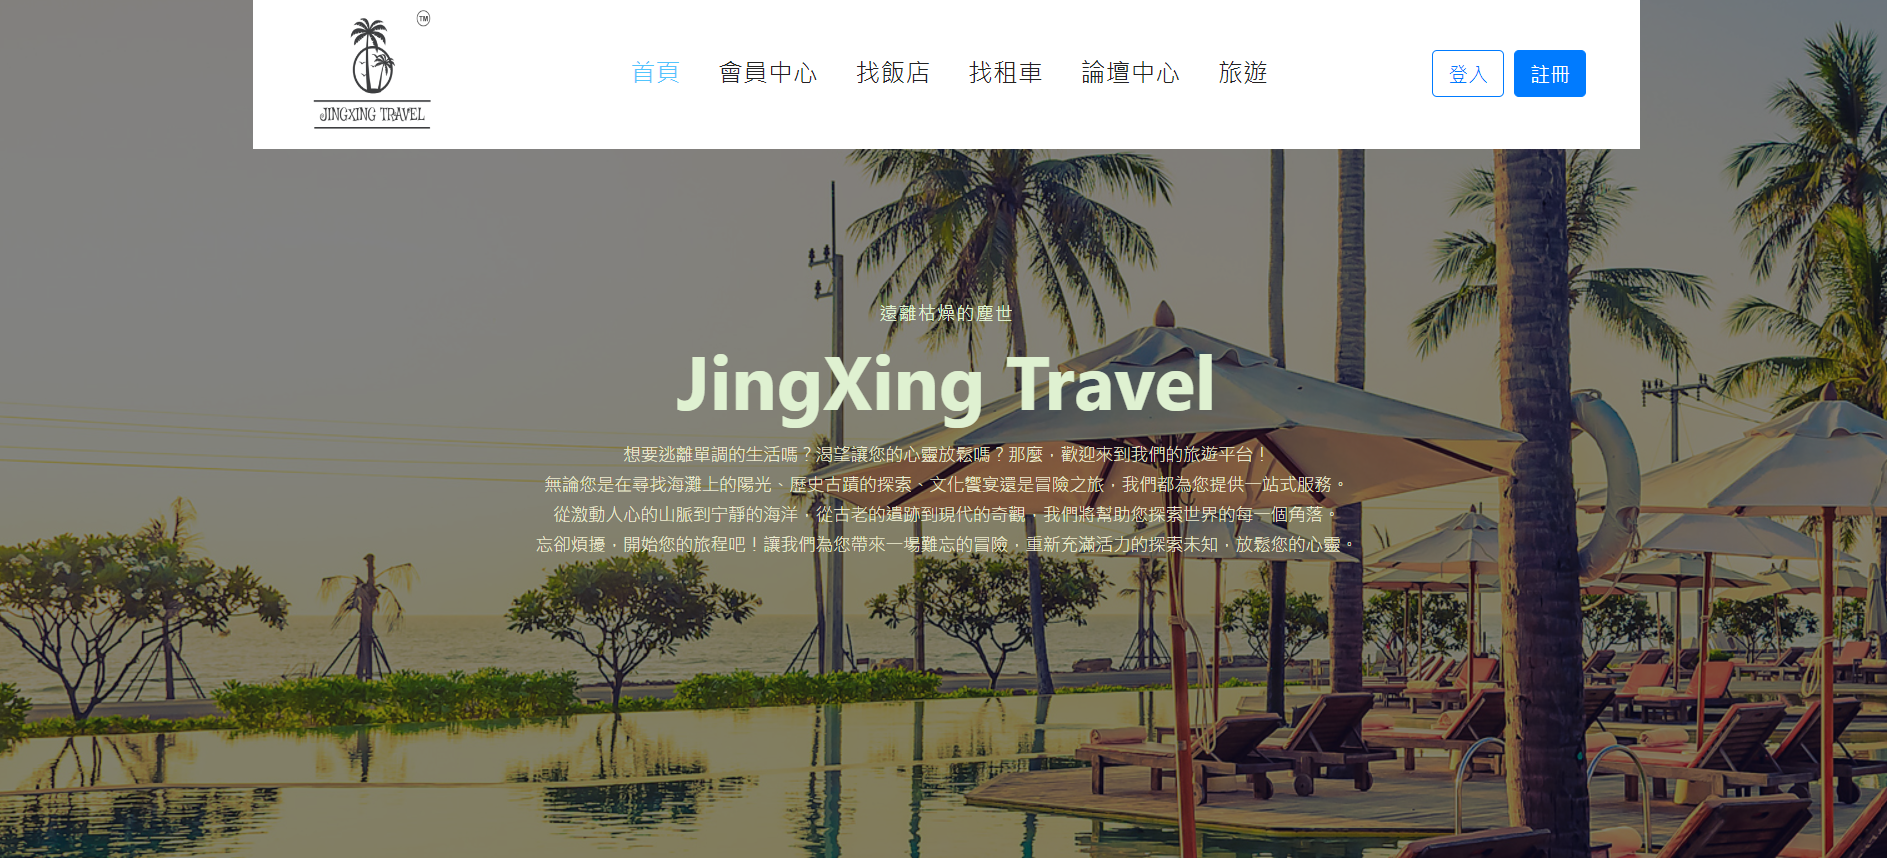 TM
JINGXING TRAVEL
首頁 會員中心 找飯店 找租車 論壇中心 旅遊 登入 註冊
遠離枯燥的塵世
JingXing Travel
想要逃離單調的生活嗎？渴望讓您的心靈放鬆嗎？那麼，歡迎來到我們的旅遊平台！
無論您是在尋找海灘上的陽光、歷史古蹟的探索、文化饗宴還是冒險之旅，我們都為您提供一站式服務。
從激動人心的山脈到宁靜的海洋，從古老的遺跡到現代的奇觀，我們將幫助您探索世界的每一個角落。
忘卻煩擾，開始您的旅程吧！讓我們為您帶來一場難忘的冒險，重新充滿活力的探索未知，放鬆您的心靈。